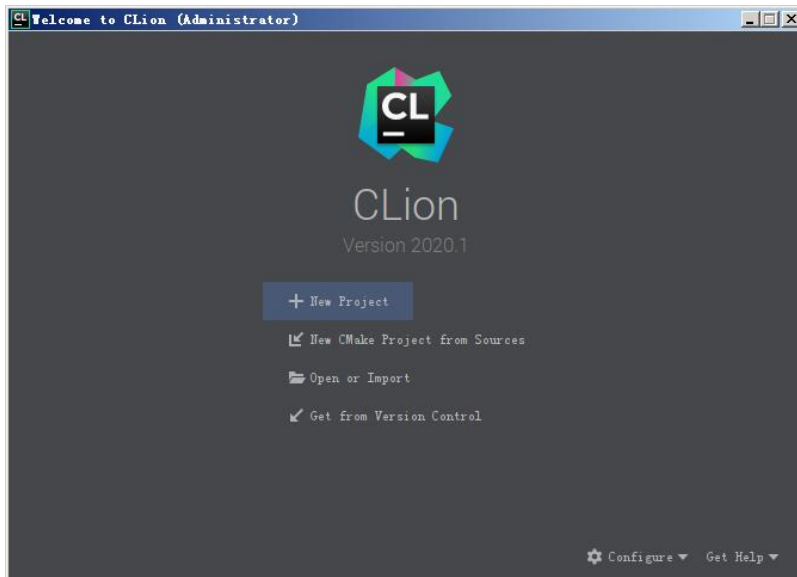 CL Welcome to CLion (Administrator)
CL
CLion
Version 2020.1
New Project
New CMake Project from Sources
Open or Import
Get from Version Control
Configure Get Help